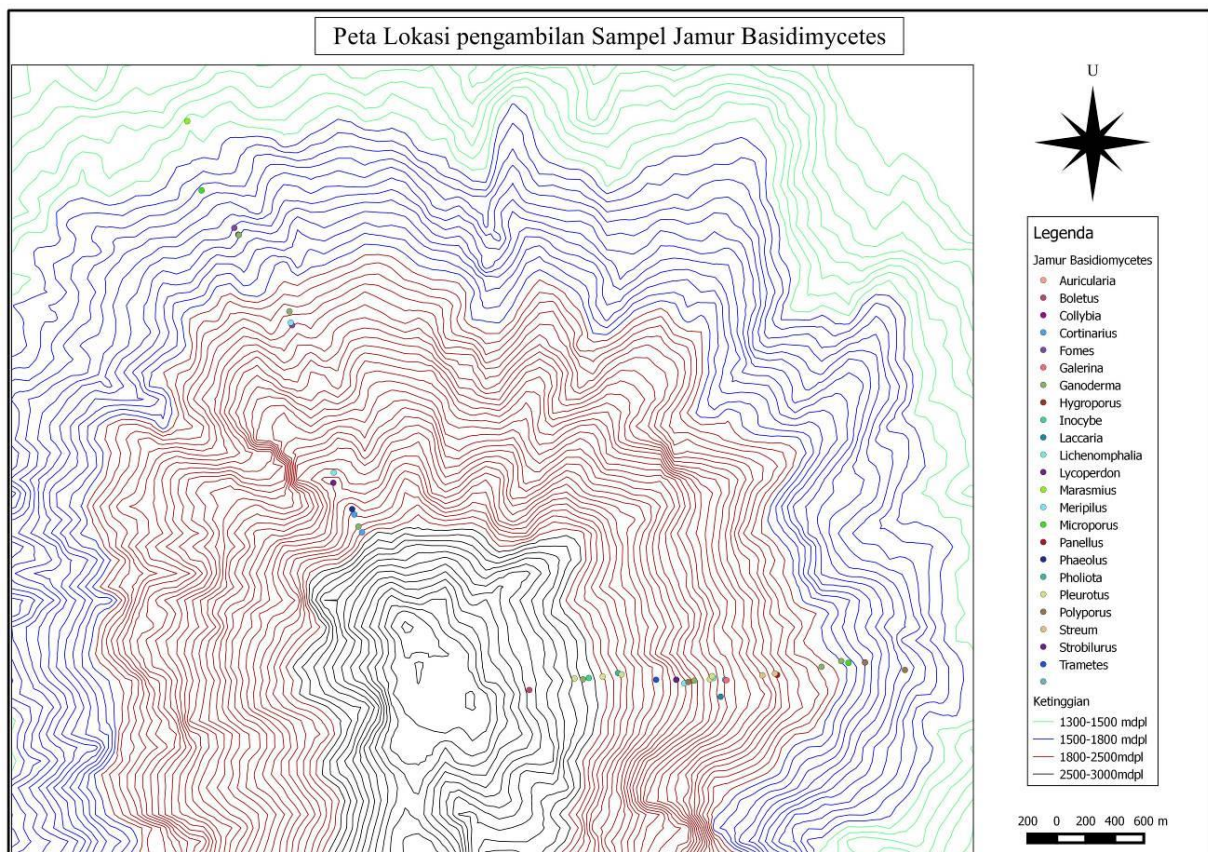 Peta Lokasi pengambilan Sampel Jamur Basidimycetes
U
Legenda
Jamur Basidiomycetes
Auricularia
Boletus
Collybia
Cortinarius
Fomes
Galerina
Ganoderma
Hygroporus
Inocybe
Laccaria
Lichenomphalia
Lycoperdon
Marasmius
Meripilus
Microporus
Panellus
Phaeolus
Pholiota
Pleurotus
Polyporus
Streum
Strobilurus
Trametes
Ketinggian
1300-1500 mdpl
1500-1800 mdpl
1800-2500mdpl
2500-3000mdpl
200 0 200 400 600 m